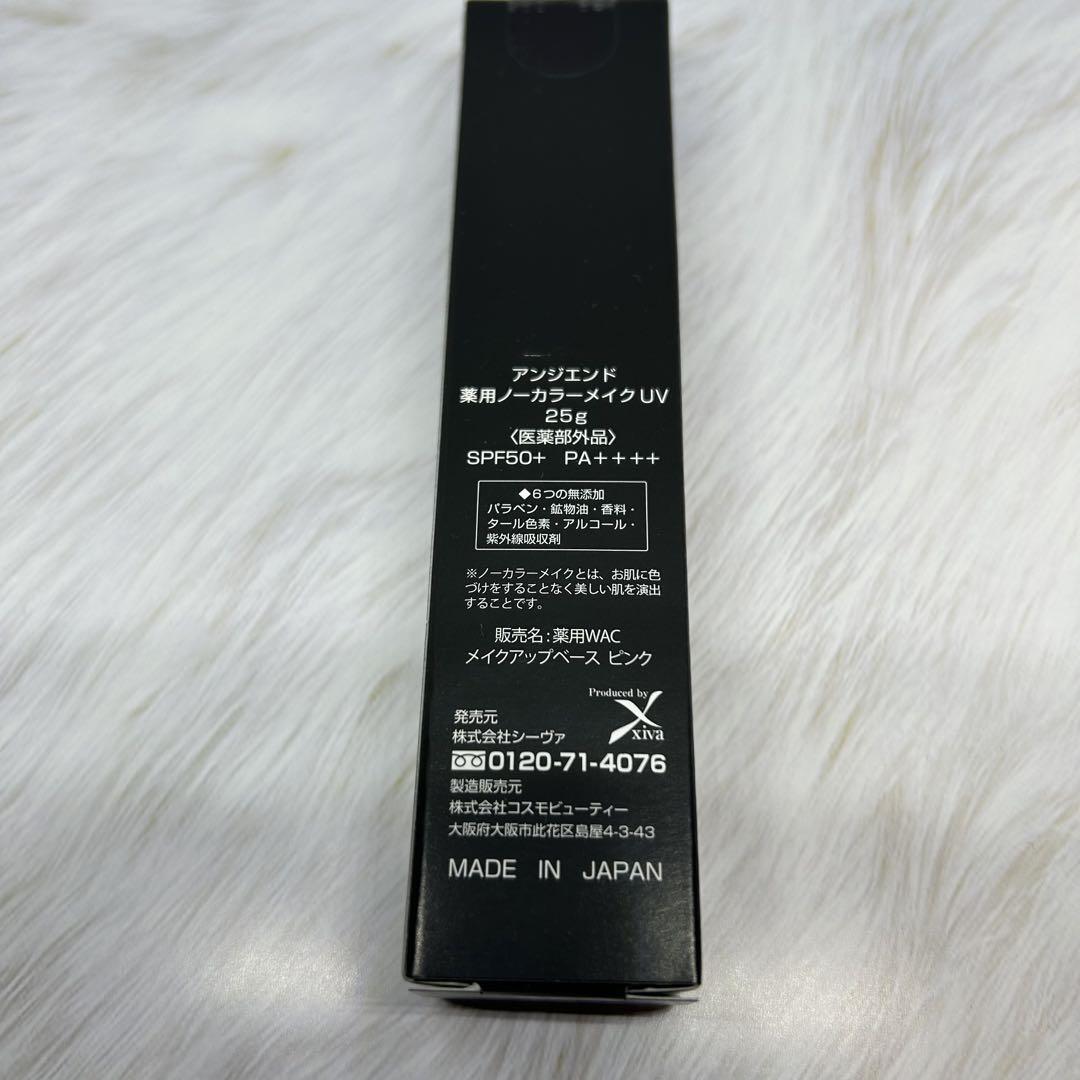 アンジエンド
薬用ノーカラーメイクUV
25g
〈医薬部外品〉
SPF50+ PA++++
◆6つの無添加
パラベン・鉱物油・香料・
タール色素・アルコール・
紫外線吸収剤
※ノーカラーメイクとは、お肌に色
づけをすることなく美しい肌を演出
することです。
販売名：薬用WAC
メイクアップベース ピンク
Produced by
xiva
発売元
株式会社シーヴァ
0120-71-4076
製造販売元
株式会社コスモビューティー
大阪府大阪市此花区島屋4-3-43
MADE IN JAPAN